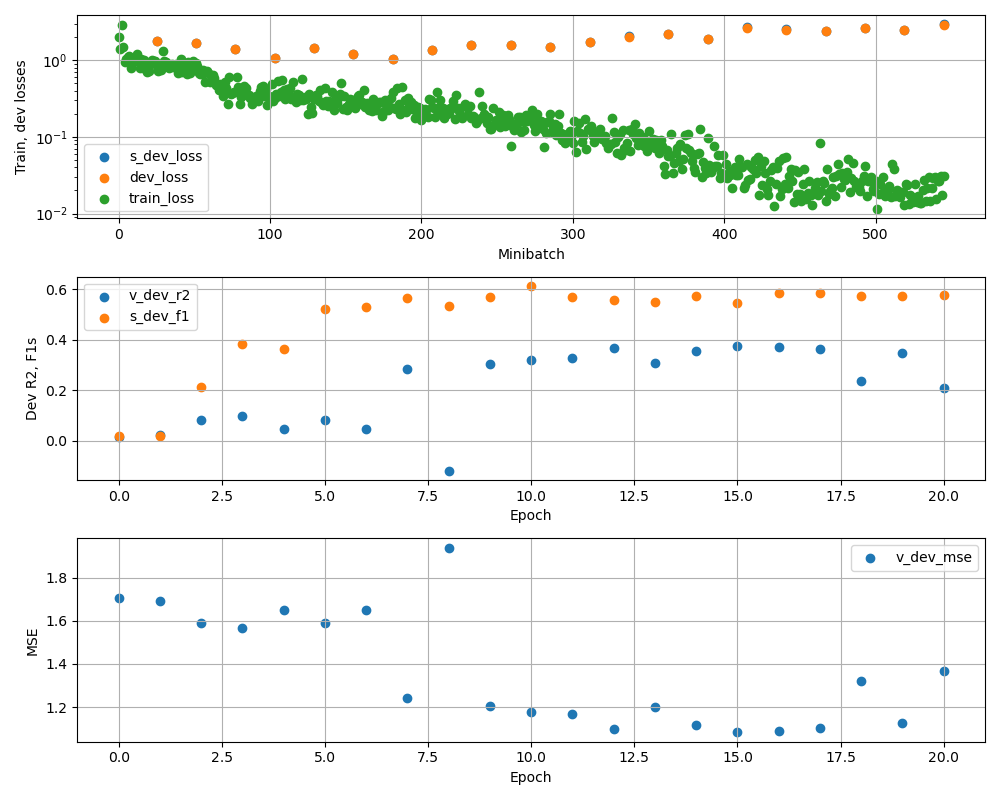 Train, dev losses
10⁰
10⁻¹
10⁻²
s_dev_loss
dev_loss
train_loss
0 100 200 300 400 500
Minibatch
Dev R2, F1s
0.6
0.4
0.2
0.0
v_dev_r2
s_dev_f1
0.0 2.5 5.0 7.5 10.0 12.5 15.0 17.5 20.0
Epoch
MSE
1.8
1.6
1.4
1.2
v_dev_mse
0.0 2.5 5.0 7.5 10.0 12.5 15.0 17.5 20.0
Epoch